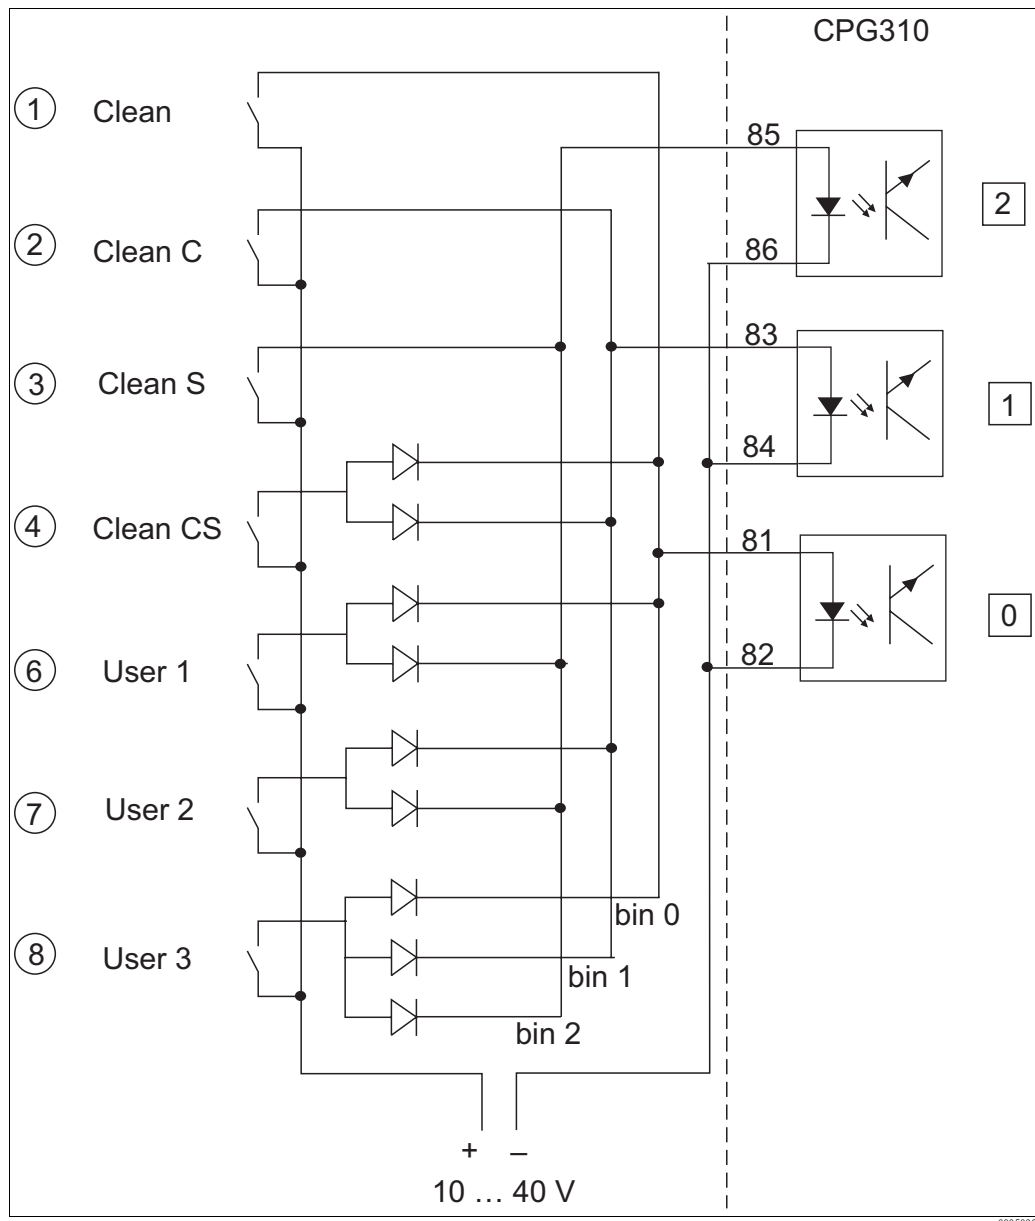 CPG310
1 Clean
85
2
2 Clean C
86
83
3 Clean S
1
84
4 Clean CS
81
0
6 User 1
82
7 User 2
bin 0
8 User 3
bin 1
bin 2
+ –
10 … 40 V